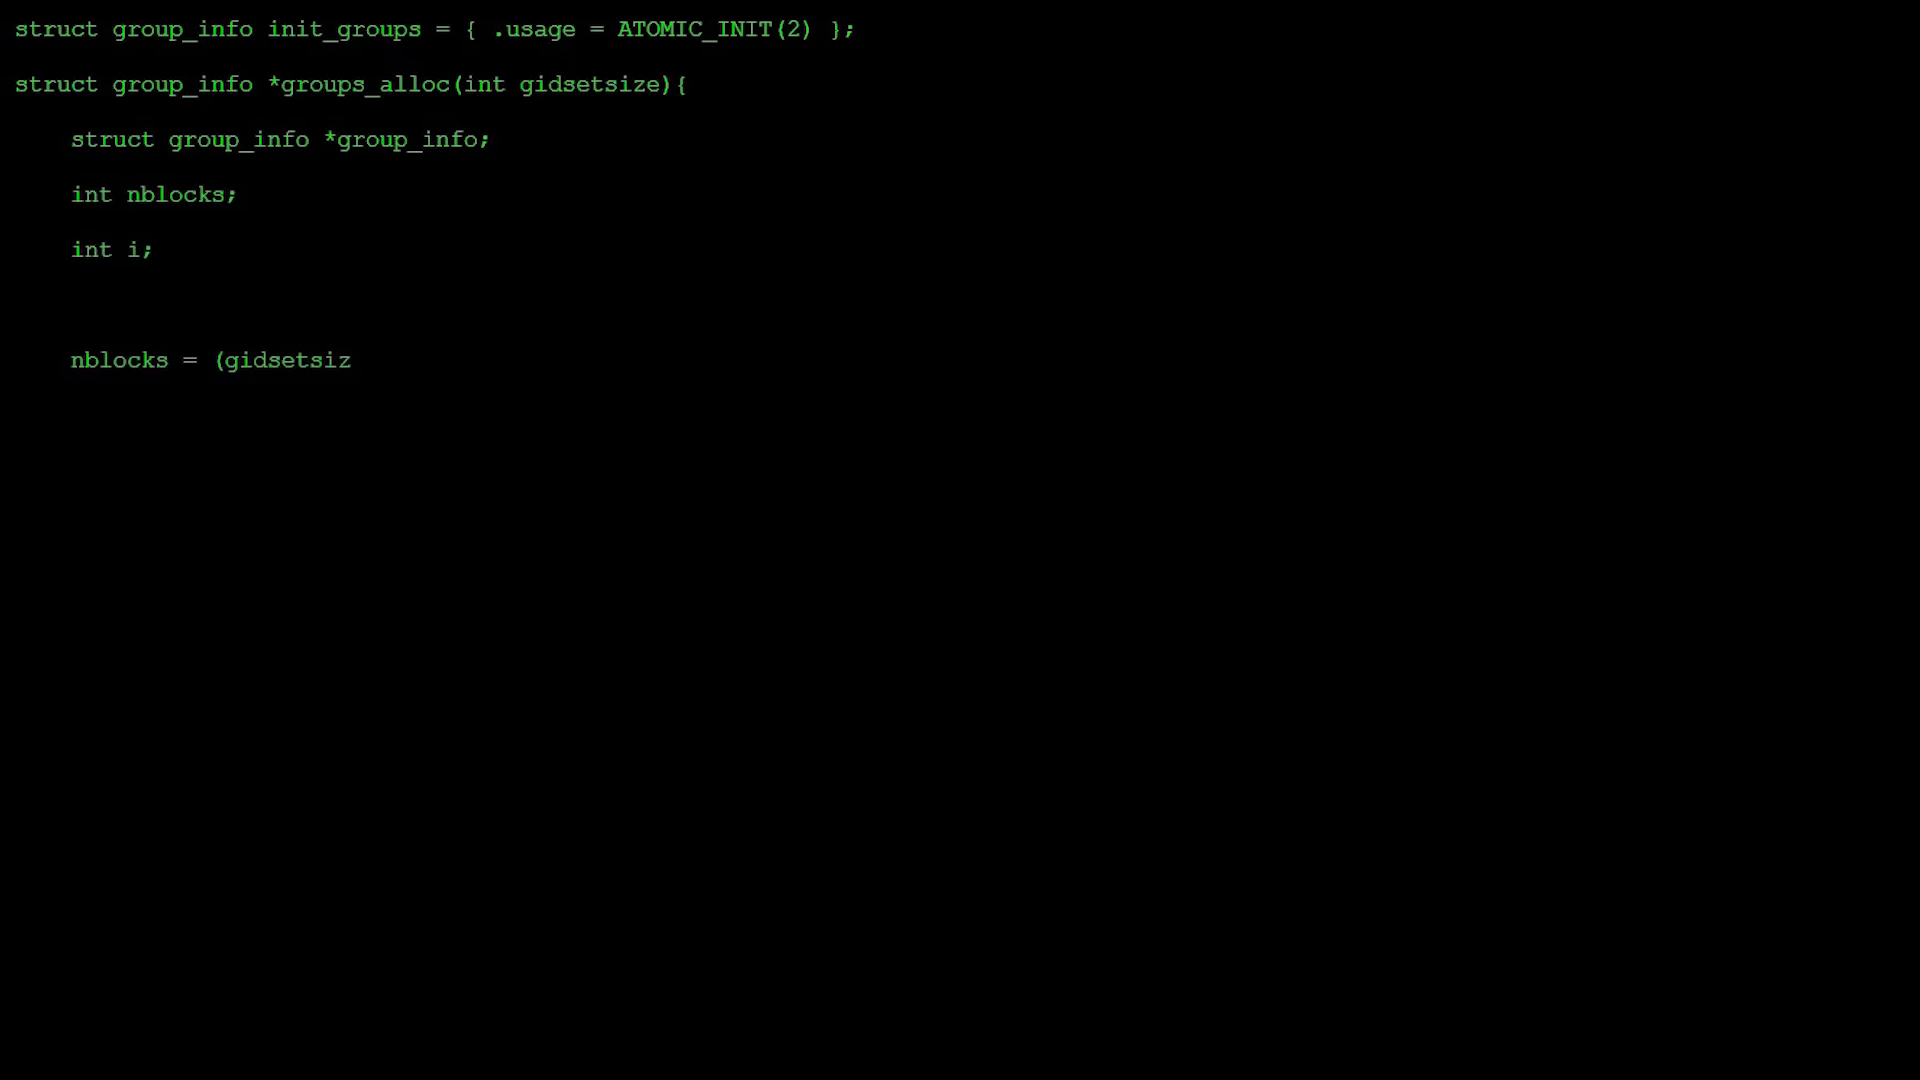 struct group_info init_groups = { .usage = ATOMIC_INIT(2) };
struct group_info *groups_alloc(int gidsetsize){
    struct group_info *group_info;
    int nblocks;
    int i;
    nblocks = (gidsetsiz